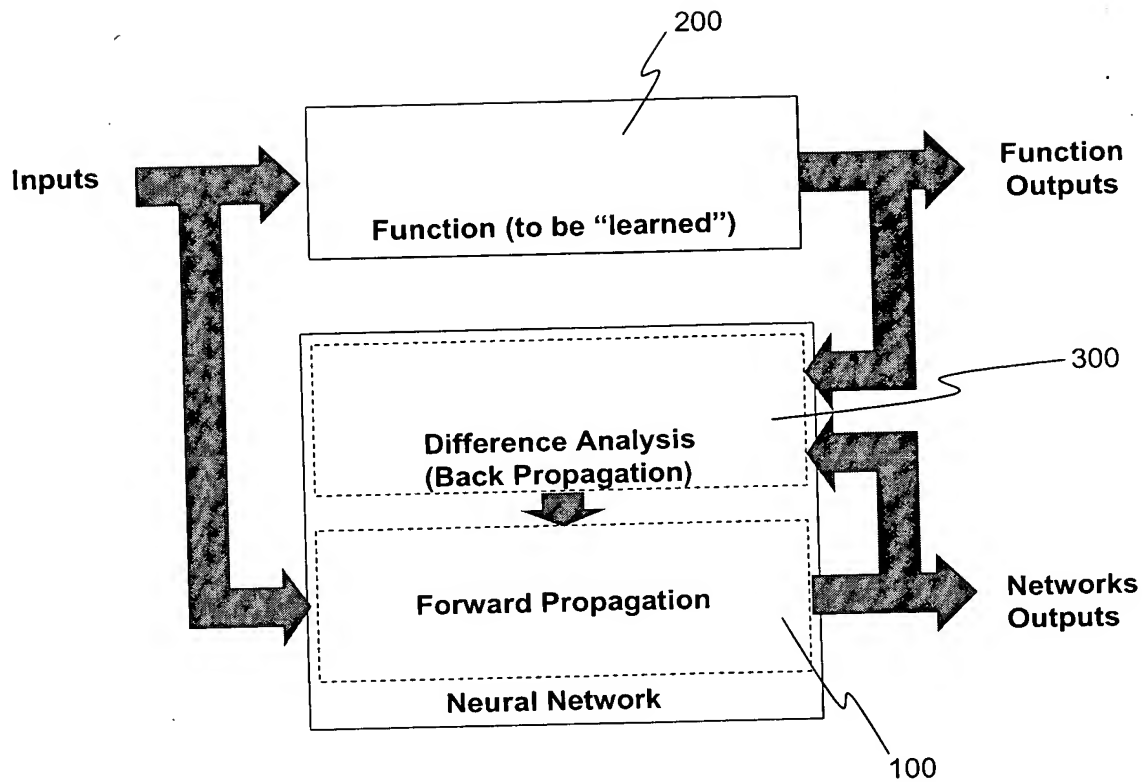 200
Inputs
Function
Outputs
Function (to be “learned”)
300
Difference Analysis
(Back Propagation)
Forward Propagation
Networks
Outputs
Neural Network
100